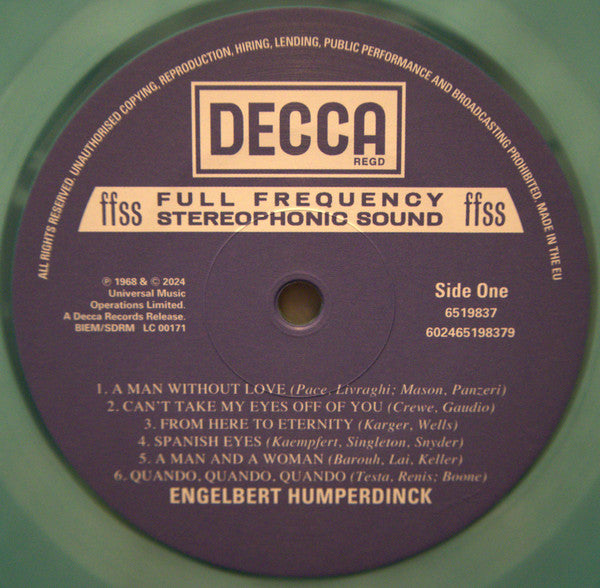 ALL RIGHTS RESERVED. UNAUTHORISED COPYING, REPRODUCTION, HIRING, LENDING, PUBLIC PERFORMANCE AND BROADCASTING PROHIBITED. MADE IN THE EU
DECCA
REGD
ffss FULL FREQUENCY STEREOPHONIC SOUND ffss
℗ 1968 & © 2024
Universal Music
Operations Limited.
A Decca Records Release.
BIEM/SDRM LC 00171
Side One
6519837
602465198379
1. A MAN WITHOUT LOVE (Pace, Livraghi; Mason, Panzeri)
2. CAN'T TAKE MY EYES OFF OF YOU (Crewe, Gaudio)
3. FROM HERE TO ETERNITY (Karger, Wells)
4. SPANISH EYES (Kaempfert, Singleton, Snyder)
5. A MAN AND A WOMAN (Barouh, Lai, Keller)
6. QUANDO, QUANDO, QUANDO (Testa, Renis; Boone)
ENGELBERT HUMPERDINCK